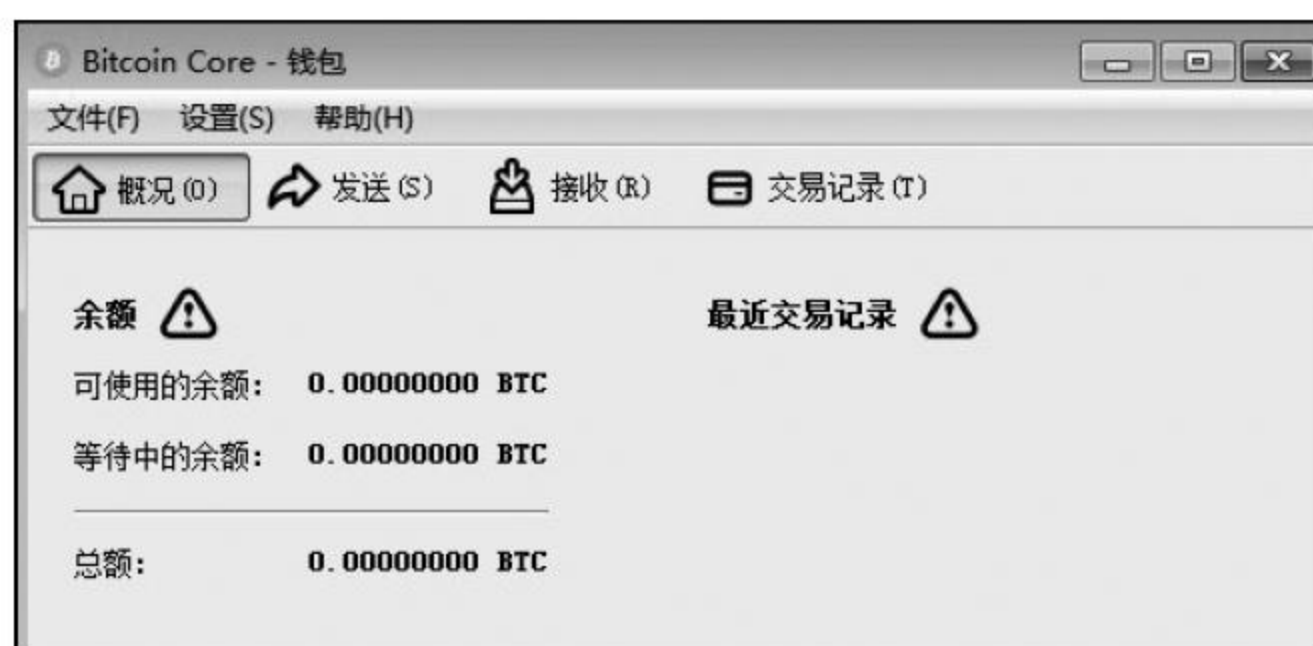 Bitcoin Core - 钱包
文件(F) 设置(S) 帮助(H)
概况(O) 发送(S) 接收(R) 交易记录(T)
余额 最近交易记录
可使用的余额: 0.00000000 BTC
等待中的余额: 0.00000000 BTC
总额: 0.00000000 BTC